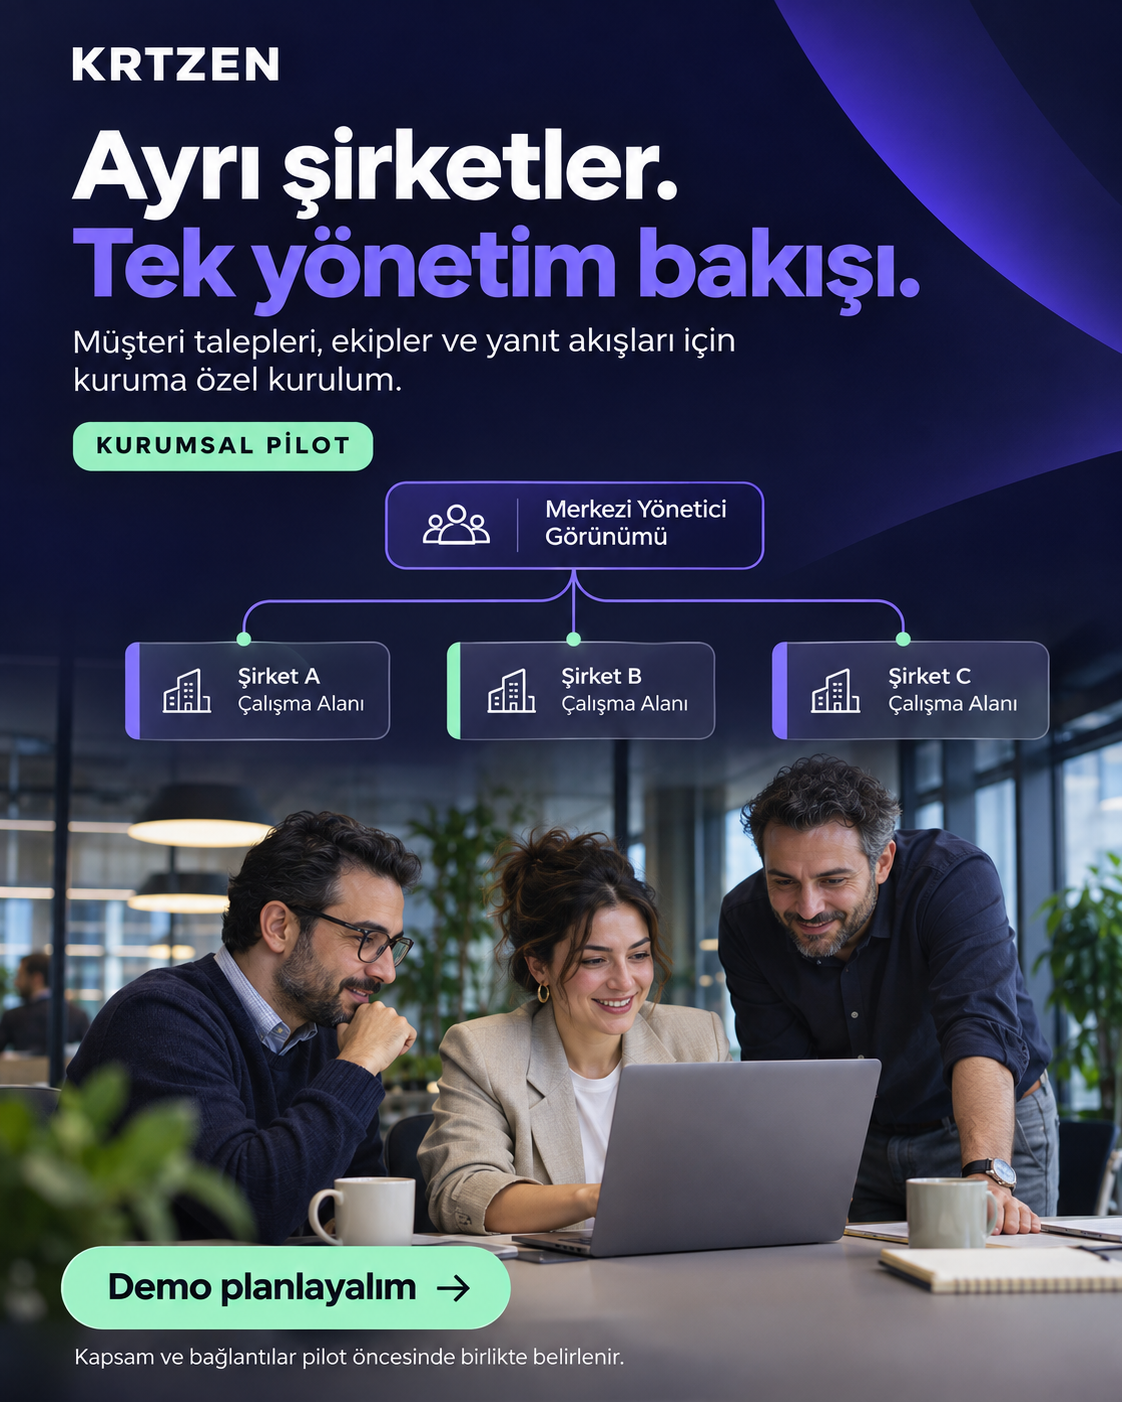 KRTZEN
Ayrı şirketler.
Tek yönetim bakışı.
Müşteri talepleri, ekipler ve yanıt akışları için
kuruma özel kurulum.
KURUMSAL PİLOT
Merkezi Yönetici
Görünümü
Şirket A
Çalışma Alanı
Şirket B
Çalışma Alanı
Şirket C
Çalışma Alanı
Demo planlayalım →
Kapsam ve bağlantılar pilot öncesinde birlikte belirlenir.